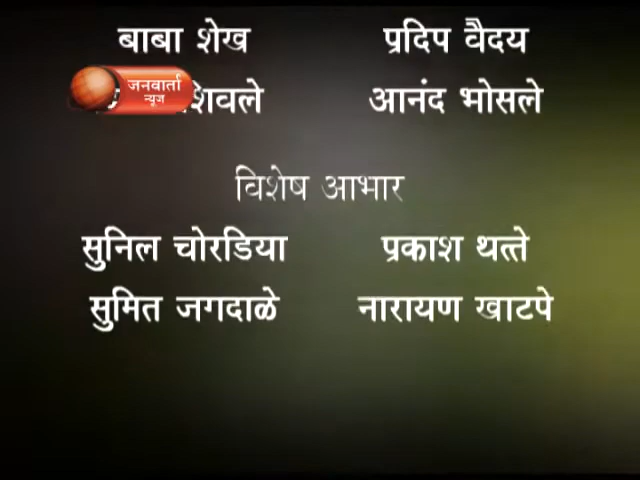 बाबा शेख प्रदिप वैदय
जनवार्ता
न्यूज
शिवले आनंद भोसले
विशेष आभार
सुनिल चोरडिया प्रकाश थत्ते
सुमित जगदाळे नारायण खाटपे